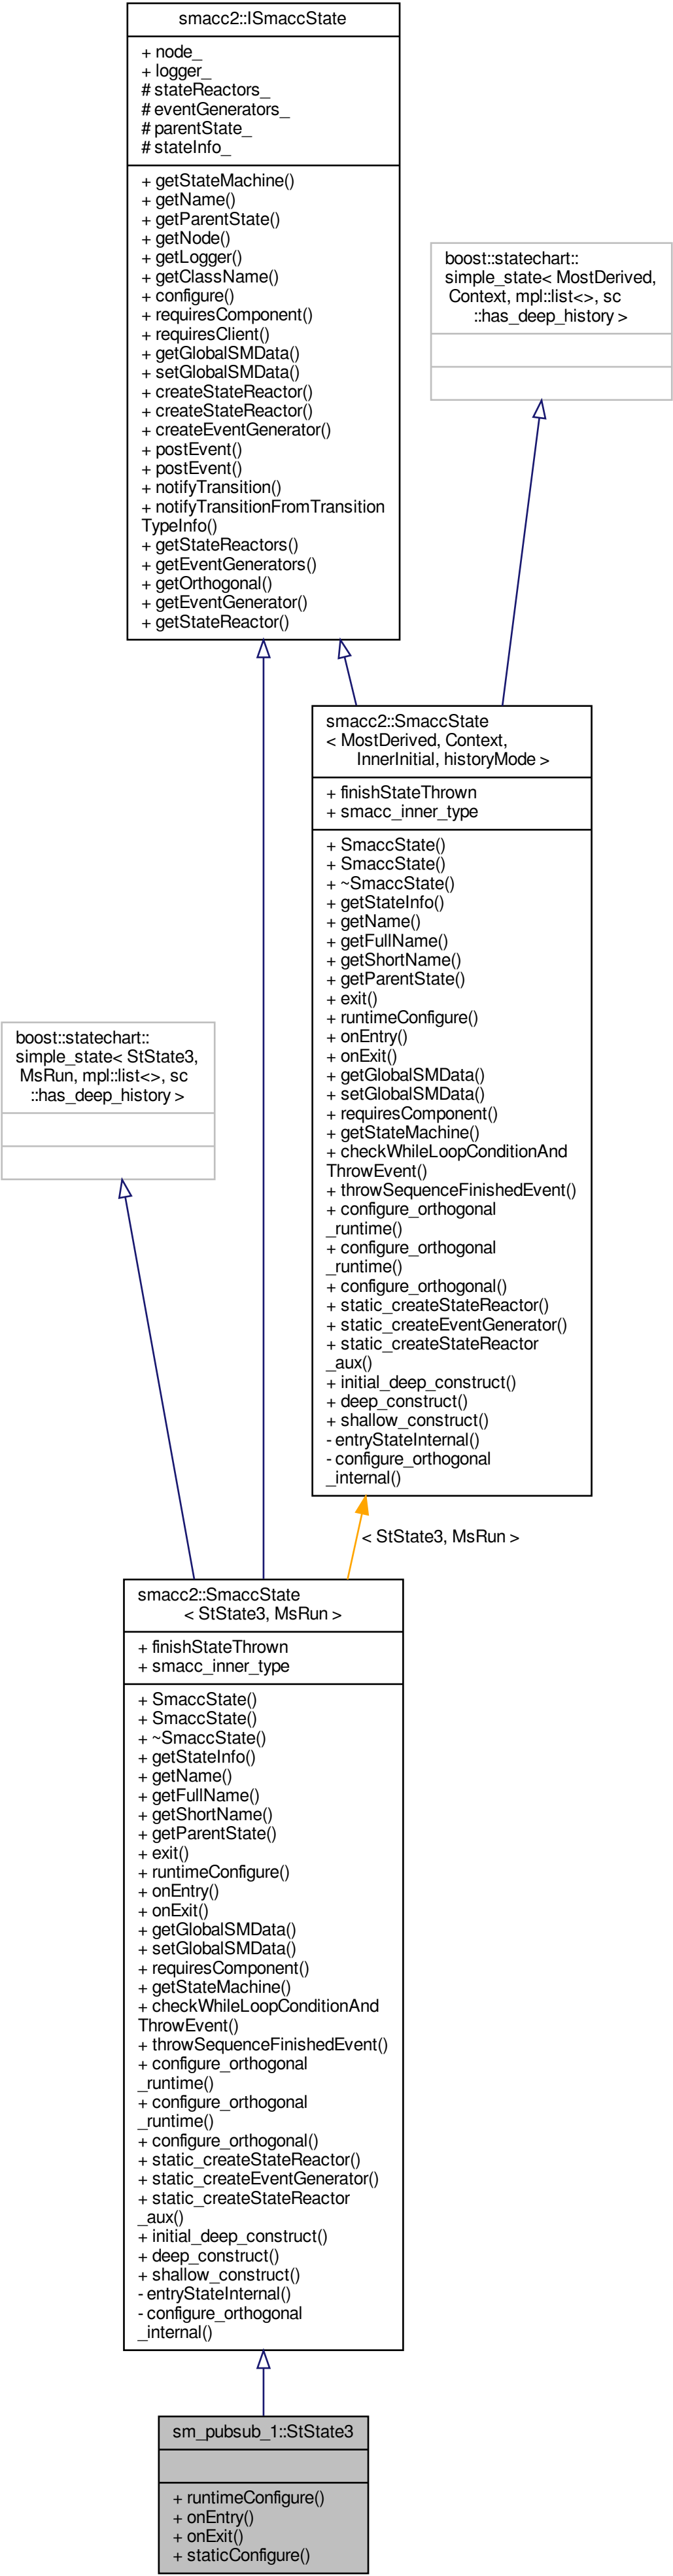 smacc2::ISmaccState
+ node_
+ logger_
# stateReactors_
# eventGenerators_
# parentState_
# stateInfo_
+ getStateMachine()
+ getName()
+ getParentState()
+ getNode()
+ getLogger()
+ getClassName()
+ configure()
+ requiresComponent()
+ requiresClient()
+ getGlobalSMData()
+ setGlobalSMData()
+ createStateReactor()
+ createStateReactor()
+ createEventGenerator()
+ postEvent()
+ postEvent()
+ notifyTransition()
+ notifyTransitionFromTransition
TypeInfo()
+ getStateReactors()
+ getEventGenerators()
+ getOrthogonal()
+ getEventGenerator()
+ getStateReactor()
boost::statechart::
simple_state< MostDerived,
Context, mpl::list<>, sc
::has_deep_history >
smacc2::SmaccState
< MostDerived, Context,
InnerInitial, historyMode >
+ finishStateThrown
+ smacc_inner_type
+ SmaccState()
+ SmaccState()
+ ~SmaccState()
+ getStateInfo()
+ getName()
+ getFullName()
+ getShortName()
+ getParentState()
+ exit()
+ runtimeConfigure()
+ onEntry()
+ onExit()
+ getGlobalSMData()
+ setGlobalSMData()
+ requiresComponent()
+ getStateMachine()
+ checkWhileLoopConditionAnd
ThrowEvent()
+ throwSequenceFinishedEvent()
+ configure_orthogonal
_runtime()
+ configure_orthogonal
_runtime()
+ configure_orthogonal()
+ static_createStateReactor()
+ static_createEventGenerator()
+ static_createStateReactor
_aux()
+ initial_deep_construct()
+ deep_construct()
+ shallow_construct()
- entryStateInternal()
- configure_orthogonal
_internal()
boost::statechart::
simple_state< StState3,
MsRun, mpl::list<>, sc
::has_deep_history >
< StState3, MsRun >
smacc2::SmaccState
< StState3, MsRun >
+ finishStateThrown
+ smacc_inner_type
+ SmaccState()
+ SmaccState()
+ ~SmaccState()
+ getStateInfo()
+ getName()
+ getFullName()
+ getShortName()
+ getParentState()
+ exit()
+ runtimeConfigure()
+ onEntry()
+ onExit()
+ getGlobalSMData()
+ setGlobalSMData()
+ requiresComponent()
+ getStateMachine()
+ checkWhileLoopConditionAnd
ThrowEvent()
+ throwSequenceFinishedEvent()
+ configure_orthogonal
_runtime()
+ configure_orthogonal
_runtime()
+ configure_orthogonal()
+ static_createStateReactor()
+ static_createEventGenerator()
+ static_createStateReactor
_aux()
+ initial_deep_construct()
+ deep_construct()
+ shallow_construct()
- entryStateInternal()
- configure_orthogonal
_internal()
sm_pubsub_1::StState3
+ runtimeConfigure()
+ onEntry()
+ onExit()
+ staticConfigure()